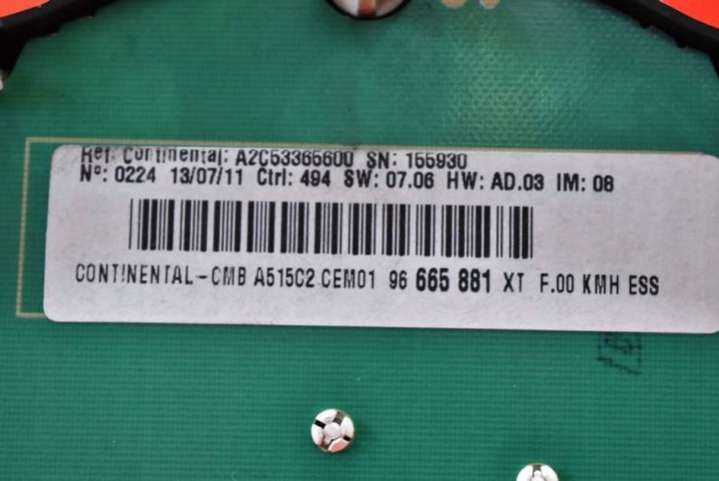 Ref. Continental: A2C53365600 SN: 155930
Nº: 0224 13/07/11 Ctrl: 494 SW: 07.06 HW: AD.03 IM: 08
CONTINENTAL-CMB A515C2 CEM01 96 665 881 XT F.00 KMH ESS